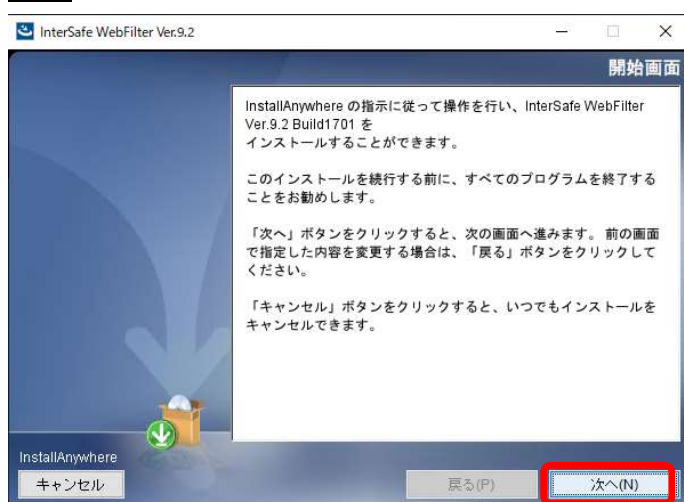 InterSafe WebFilter Ver.9.2
開始画面
InstallAnywhere の指示に従って操作を行い、InterSafe WebFilter
Ver.9.2 Build1701 を
インストールすることができます。
このインストールを続行する前に、すべてのプログラムを終了する
ことをお勧めします。
「次へ」ボタンをクリックすると、次の画面へ進みます。 前の画面
で指定した内容を変更する場合は、「戻る」ボタンをクリックして
ください。
「キャンセル」ボタンをクリックすると、いつでもインストールを
キャンセルできます。
InstallAnywhere
キャンセル
戻る(P)
次へ(N)